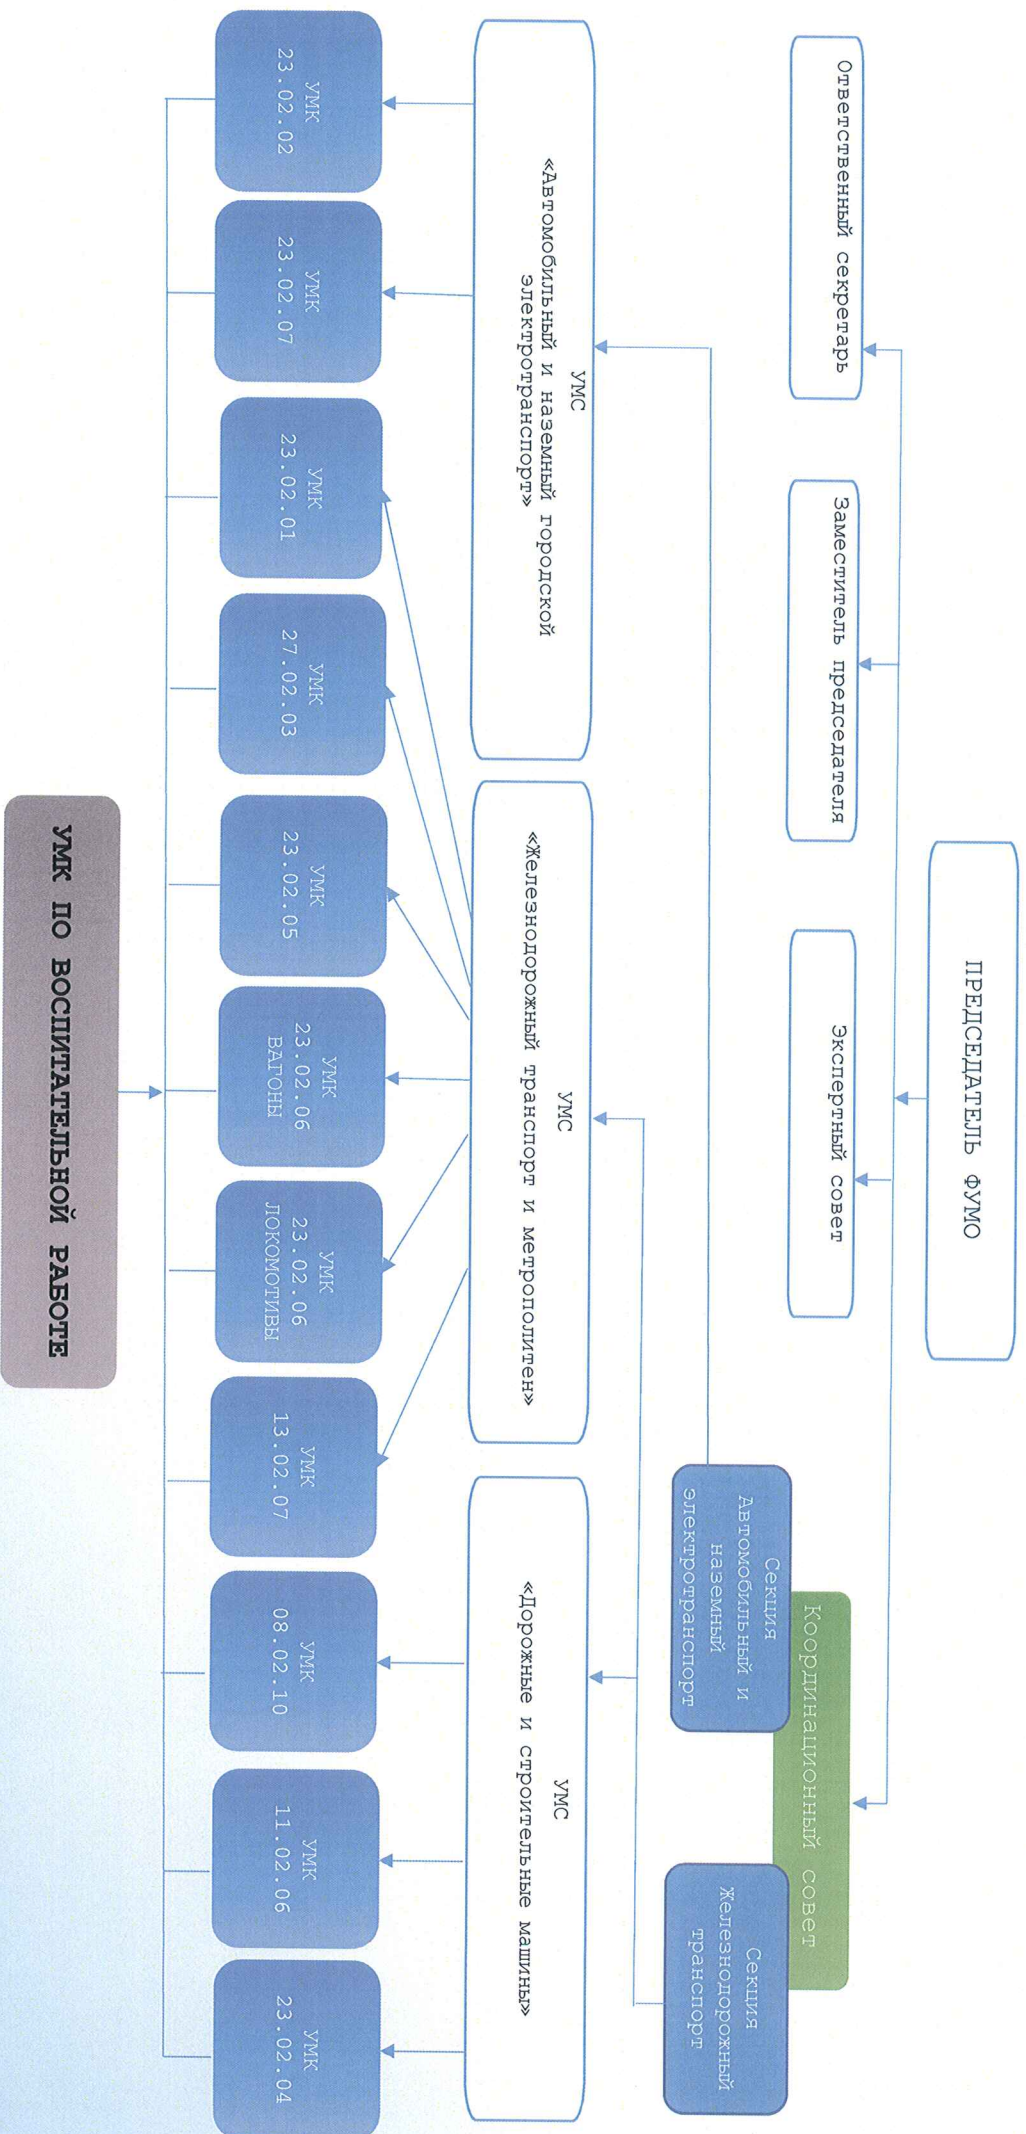 ПРЕДСЕДАТЕЛЬ ФУМО
Ответственный секретарь
Заместитель председателя
Экспертный совет
Координационный совет
Секция
Автомобильный и
наземный
электротранспорт
Секция
Железнодорожный
транспорт
УМС
«Автомобильный и наземный городской
электротранспорт»
УМС
«Железнодорожный транспорт и метрополитен»
УМС
«Дорожные и строительные машины»
УМК
23.02.02
УМК
23.02.07
УМК
23.02.01
УМК
27.02.03
УМК
23.02.05
УМК
23.02.06
ВАГОНЫ
УМК
23.02.06
ЛОКОМОТИВЫ
УМК
13.02.07
УМК
08.02.10
УМК
11.02.06
УМК
23.02.04
УМК ПО ВОСПИТАТЕЛЬНОЙ РАБОТЕ